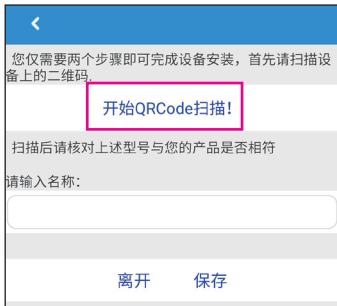 您仅需要两个步骤即可完成设备安装，首先请扫描设
备上的二维码.
开始QRCode扫描！
扫描后请核对上述型号与您的产品是否相符
请输入名称：
离开 保存